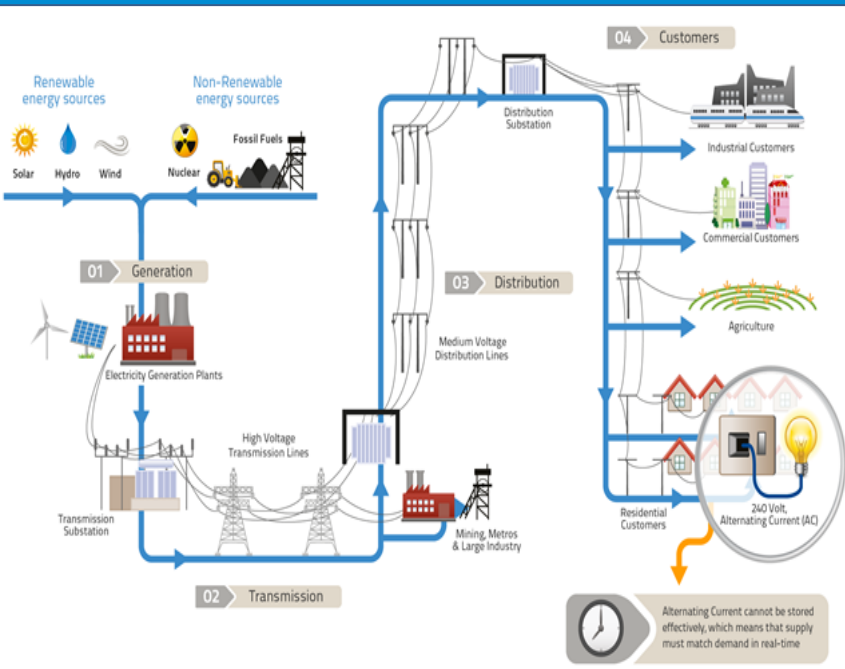 04 Customers
Renewable
energy sources
Non-Renewable
energy sources
Solar
Hydro
Wind
Nuclear
Fossil Fuels
Distribution
Substation
Industrial Customers
Commercial Customers
01 Generation
03 Distribution
Agriculture
Medium Voltage
Distribution Lines
Electricity Generation Plants
High Voltage
Transmission Lines
Transmission
Substation
Mining, Metros
& Large Industry
Residential
Customers
240 Volt,
Alternating Current (AC)
02 Transmission
Alternating Current cannot be stored
effectively, which means that supply
must match demand in real-time